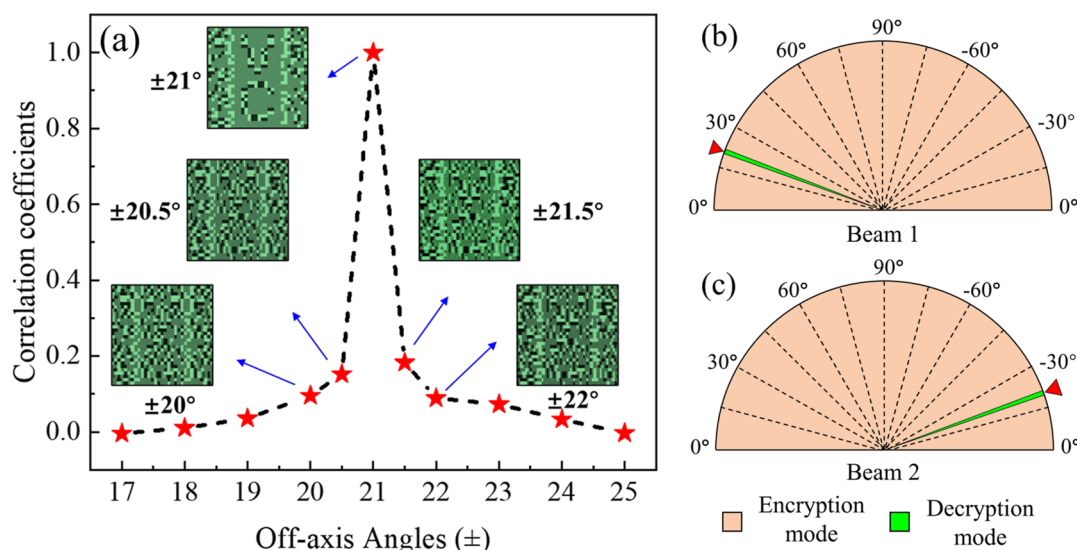 (a)
Correlation coefficients
1.0
0.8
0.6
0.4
0.2
0.0
±21°
±20.5°
±21.5°
±20°
±22°
17 18 19 20 21 22 23 24 25
Off-axis Angles (±)
(b)
90°
60° -60°
30° -30°
0° 0°
Beam 1
(c)
90°
60° -60°
30° -30°
0° 0°
Beam 2
Encryption mode
Decryption mode